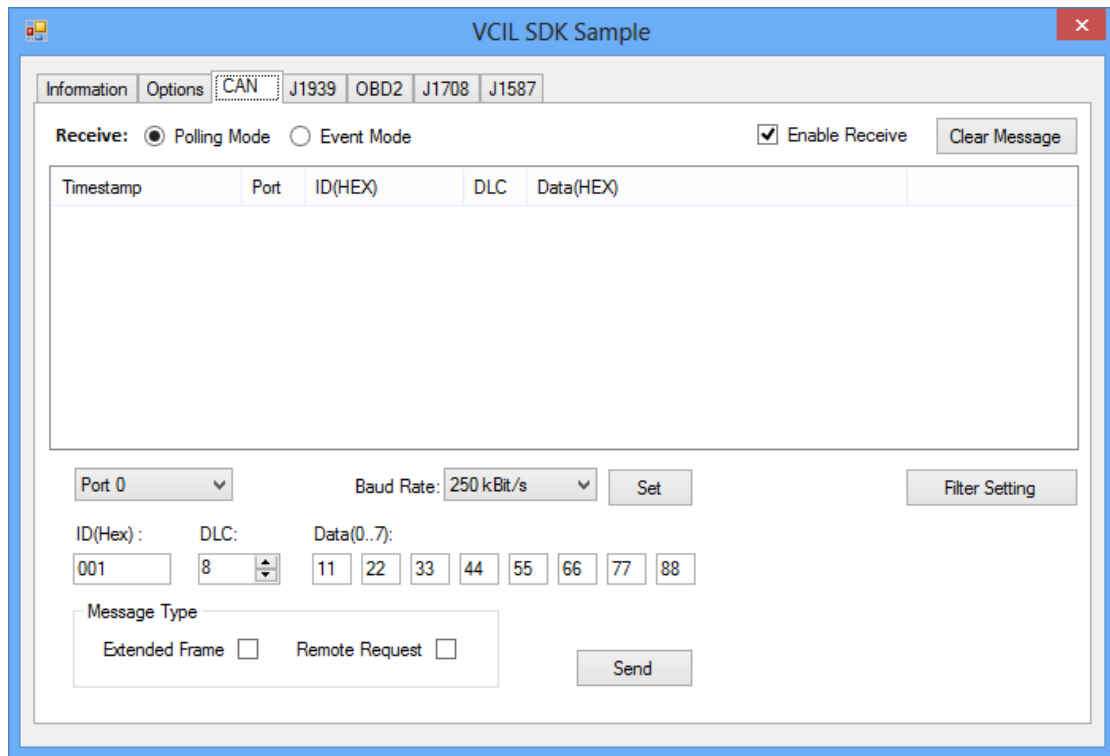 VCIL SDK Sample
Information Options CAN J1939 OBD2 J1708 J1587
Receive: Polling Mode Event Mode Enable Receive Clear Message
Timestamp Port ID(HEX) DLC Data(HEX)
Port 0 Baud Rate: 250 kBit/s Set Filter Setting
ID(Hex) : DLC: Data(0..7):
001 8 11 22 33 44 55 66 77 88
Message Type
Extended Frame Remote Request
Send